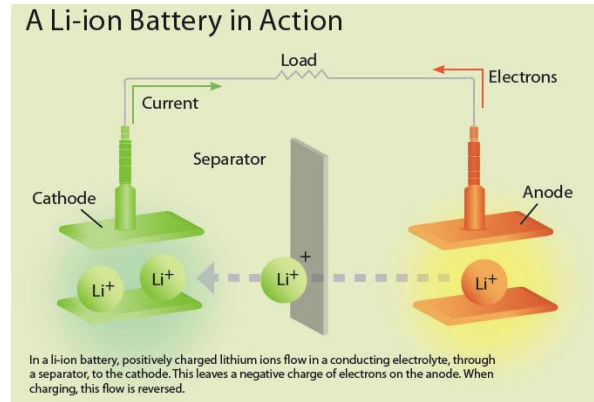 A Li-ion Battery in Action
Load
Current
Electrons
Separator
Cathode
Anode
+
Li+
Li+
Li+
Li+
In a li-ion battery, positively charged lithium ions flow in a conducting electrolyte, through
a separator, to the cathode. This leaves a negative charge of electrons on the anode. When
charging, this flow is reversed.